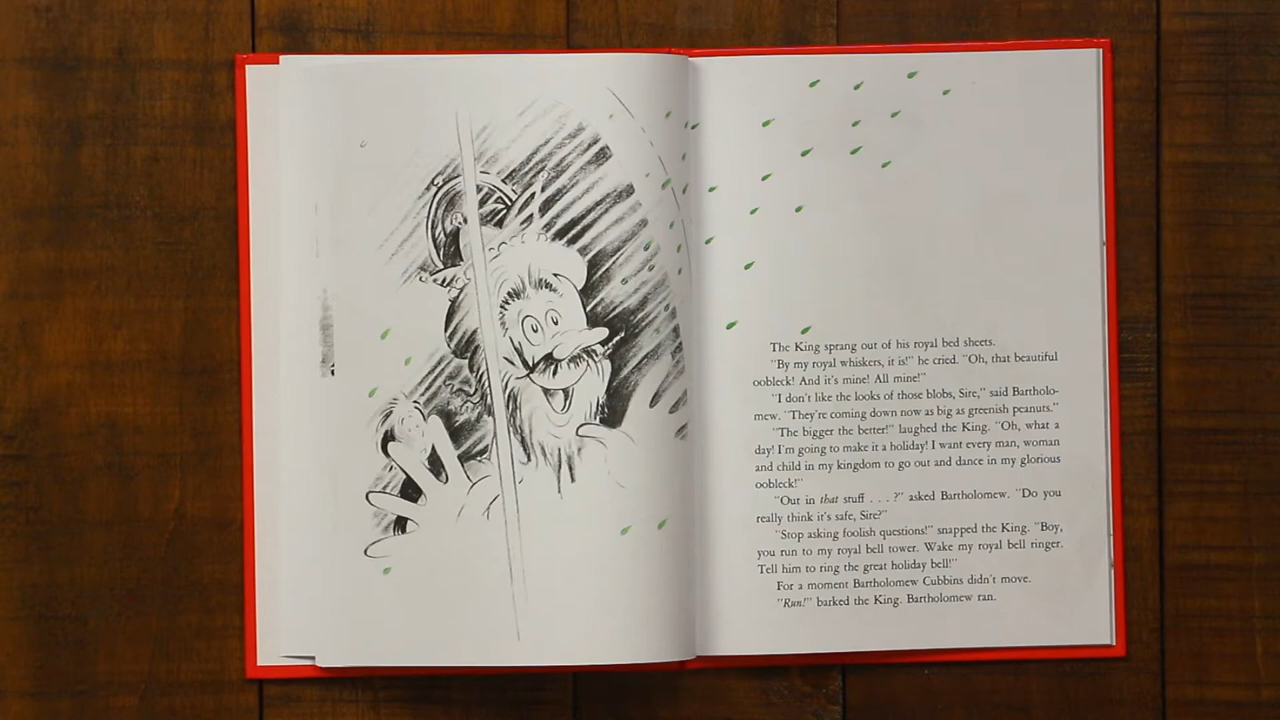 The King sprang out of his royal bed sheets.
"By my royal whiskers, it is!" he cried. "Oh, that beautiful
oobleck! And it's mine! All mine!"
"I don't like the looks of those blobs, Sire," said Bartholo-
mew. "They're coming down now as big as greenish peanuts."
"The bigger the better!" laughed the King. "Oh, what a
day! I'm going to make it a holiday! I want every man, woman
and child in my kingdom to go out and dance in my glorious
oobleck!"
"Out in that stuff . . . ?" asked Bartholomew. "Do you
really think it's safe, Sire?"
"Stop asking foolish questions!" snapped the King. "Boy,
you run to my royal bell tower. Wake my royal bell ringer.
Tell him to ring the great holiday bell!"
For a moment Bartholomew Cubbins didn't move.
"Run!" barked the King. Bartholomew ran.